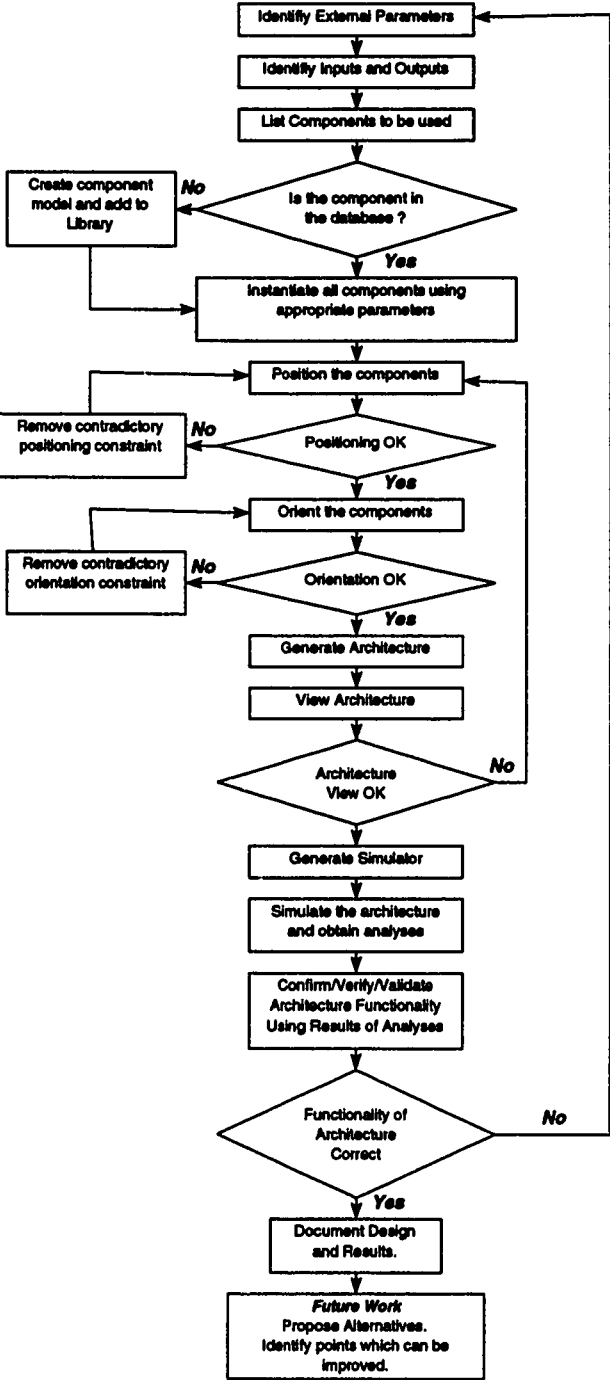 Identify External Parameters
Identify Inputs and Outputs
List Components to be used
Is the component in
the database ?
No
Create component
model and add to
Library
Yes
Instantiate all components using
appropriate parameters
Position the components
Positioning OK
No
Remove contradictory
positioning constraint
Yes
Orient the components
Orientation OK
No
Remove contradictory
orientation constraint
Yes
Generate Architecture
View Architecture
Architecture
View OK
No
Generate Simulator
Simulate the architecture
and obtain analyses
Confirm/Verify/Validate
Architecture Functionality
Using Results of Analyses
Functionality of
Architecture
Correct
No
Yes
Document Design
and Results.
Future Work
Propose Alternatives.
Identify points which can be
improved.